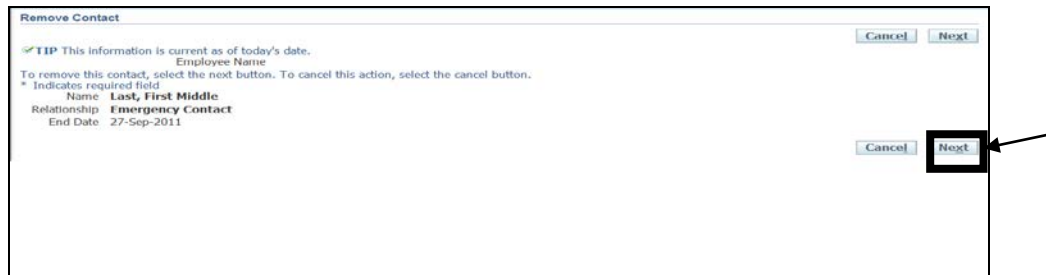 Remove Contact
Cancel Next
TIP This information is current as of today's date.
Employee Name
To remove this contact, select the next button. To cancel this action, select the cancel button.
* Indicates required field
Name Last, First Middle
Relationship Emergency Contact
End Date 27-Sep-2011
Cancel Next